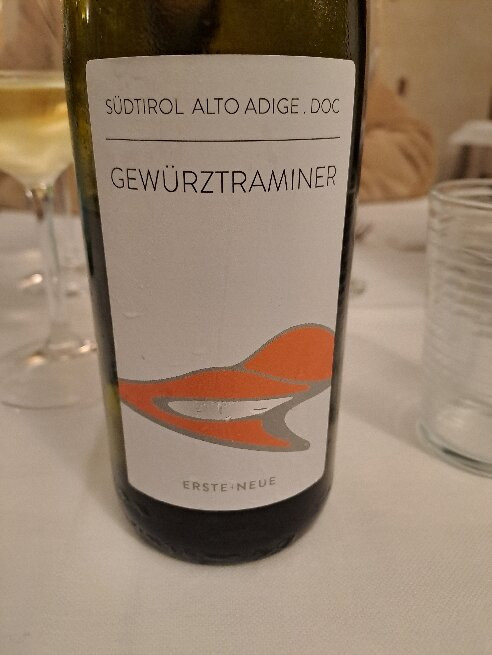 SÜDTIROL ALTO ADIGE . DOC
GEWÜRZTRAMINER
ERSTE+NEUE